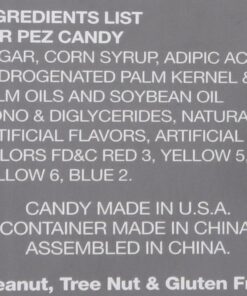 GREDIENTS LIST
R PEZ CANDY
GAR, CORN SYRUP, ADIPIC A
DROGENATED PALM KERNEL &
LM OILS AND SOYBEAN OIL
ONO & DIGLYCERIDES, NATURA
TIFICIAL FLAVORS, ARTIFICIAL
LORS FD&C RED 3, YELLOW 5,
LLOW 6, BLUE 2.
CANDY MADE IN U.S.A.
CONTAINER MADE IN CHINA
ASSEMBLED IN CHINA.
eanut, Tree Nut & Gluten Fr